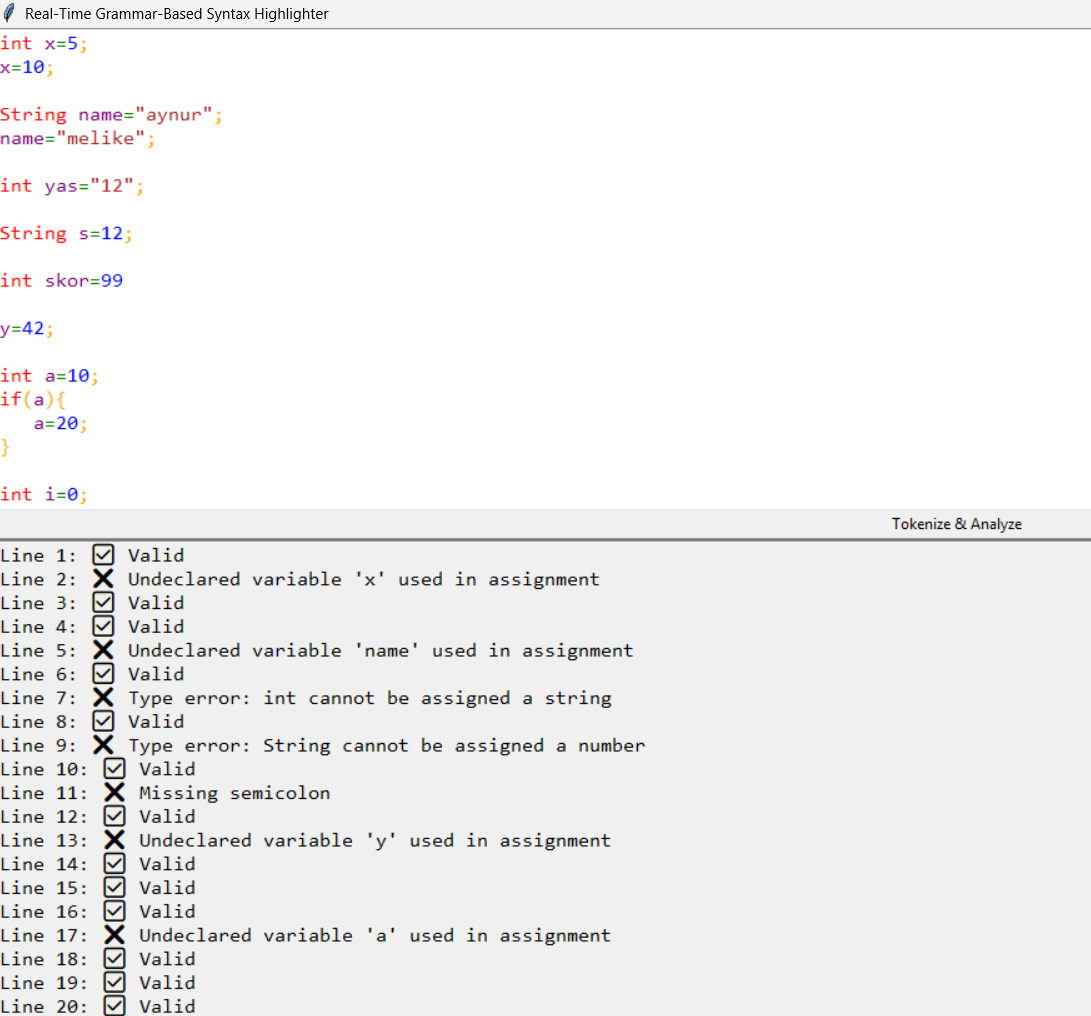 Real-Time Grammar-Based Syntax Highlighter
int x=5;
x=10;
String name="aynur";
name="melike";
int yas="12";
String s=12;
int skor=99
y=42;
int a=10;
if(a){
   a=20;
}
int i=0;
Tokenize & Analyze
Line 1: ☑ Valid
Line 2: ❌ Undeclared variable 'x' used in assignment
Line 3: ☑ Valid
Line 4: ☑ Valid
Line 5: ❌ Undeclared variable 'name' used in assignment
Line 6: ☑ Valid
Line 7: ❌ Type error: int cannot be assigned a string
Line 8: ☑ Valid
Line 9: ❌ Type error: String cannot be assigned a number
Line 10: ☑ Valid
Line 11: ❌ Missing semicolon
Line 12: ☑ Valid
Line 13: ❌ Undeclared variable 'y' used in assignment
Line 14: ☑ Valid
Line 15: ☑ Valid
Line 16: ☑ Valid
Line 17: ❌ Undeclared variable 'a' used in assignment
Line 18: ☑ Valid
Line 19: ☑ Valid
Line 20: ☑ Valid